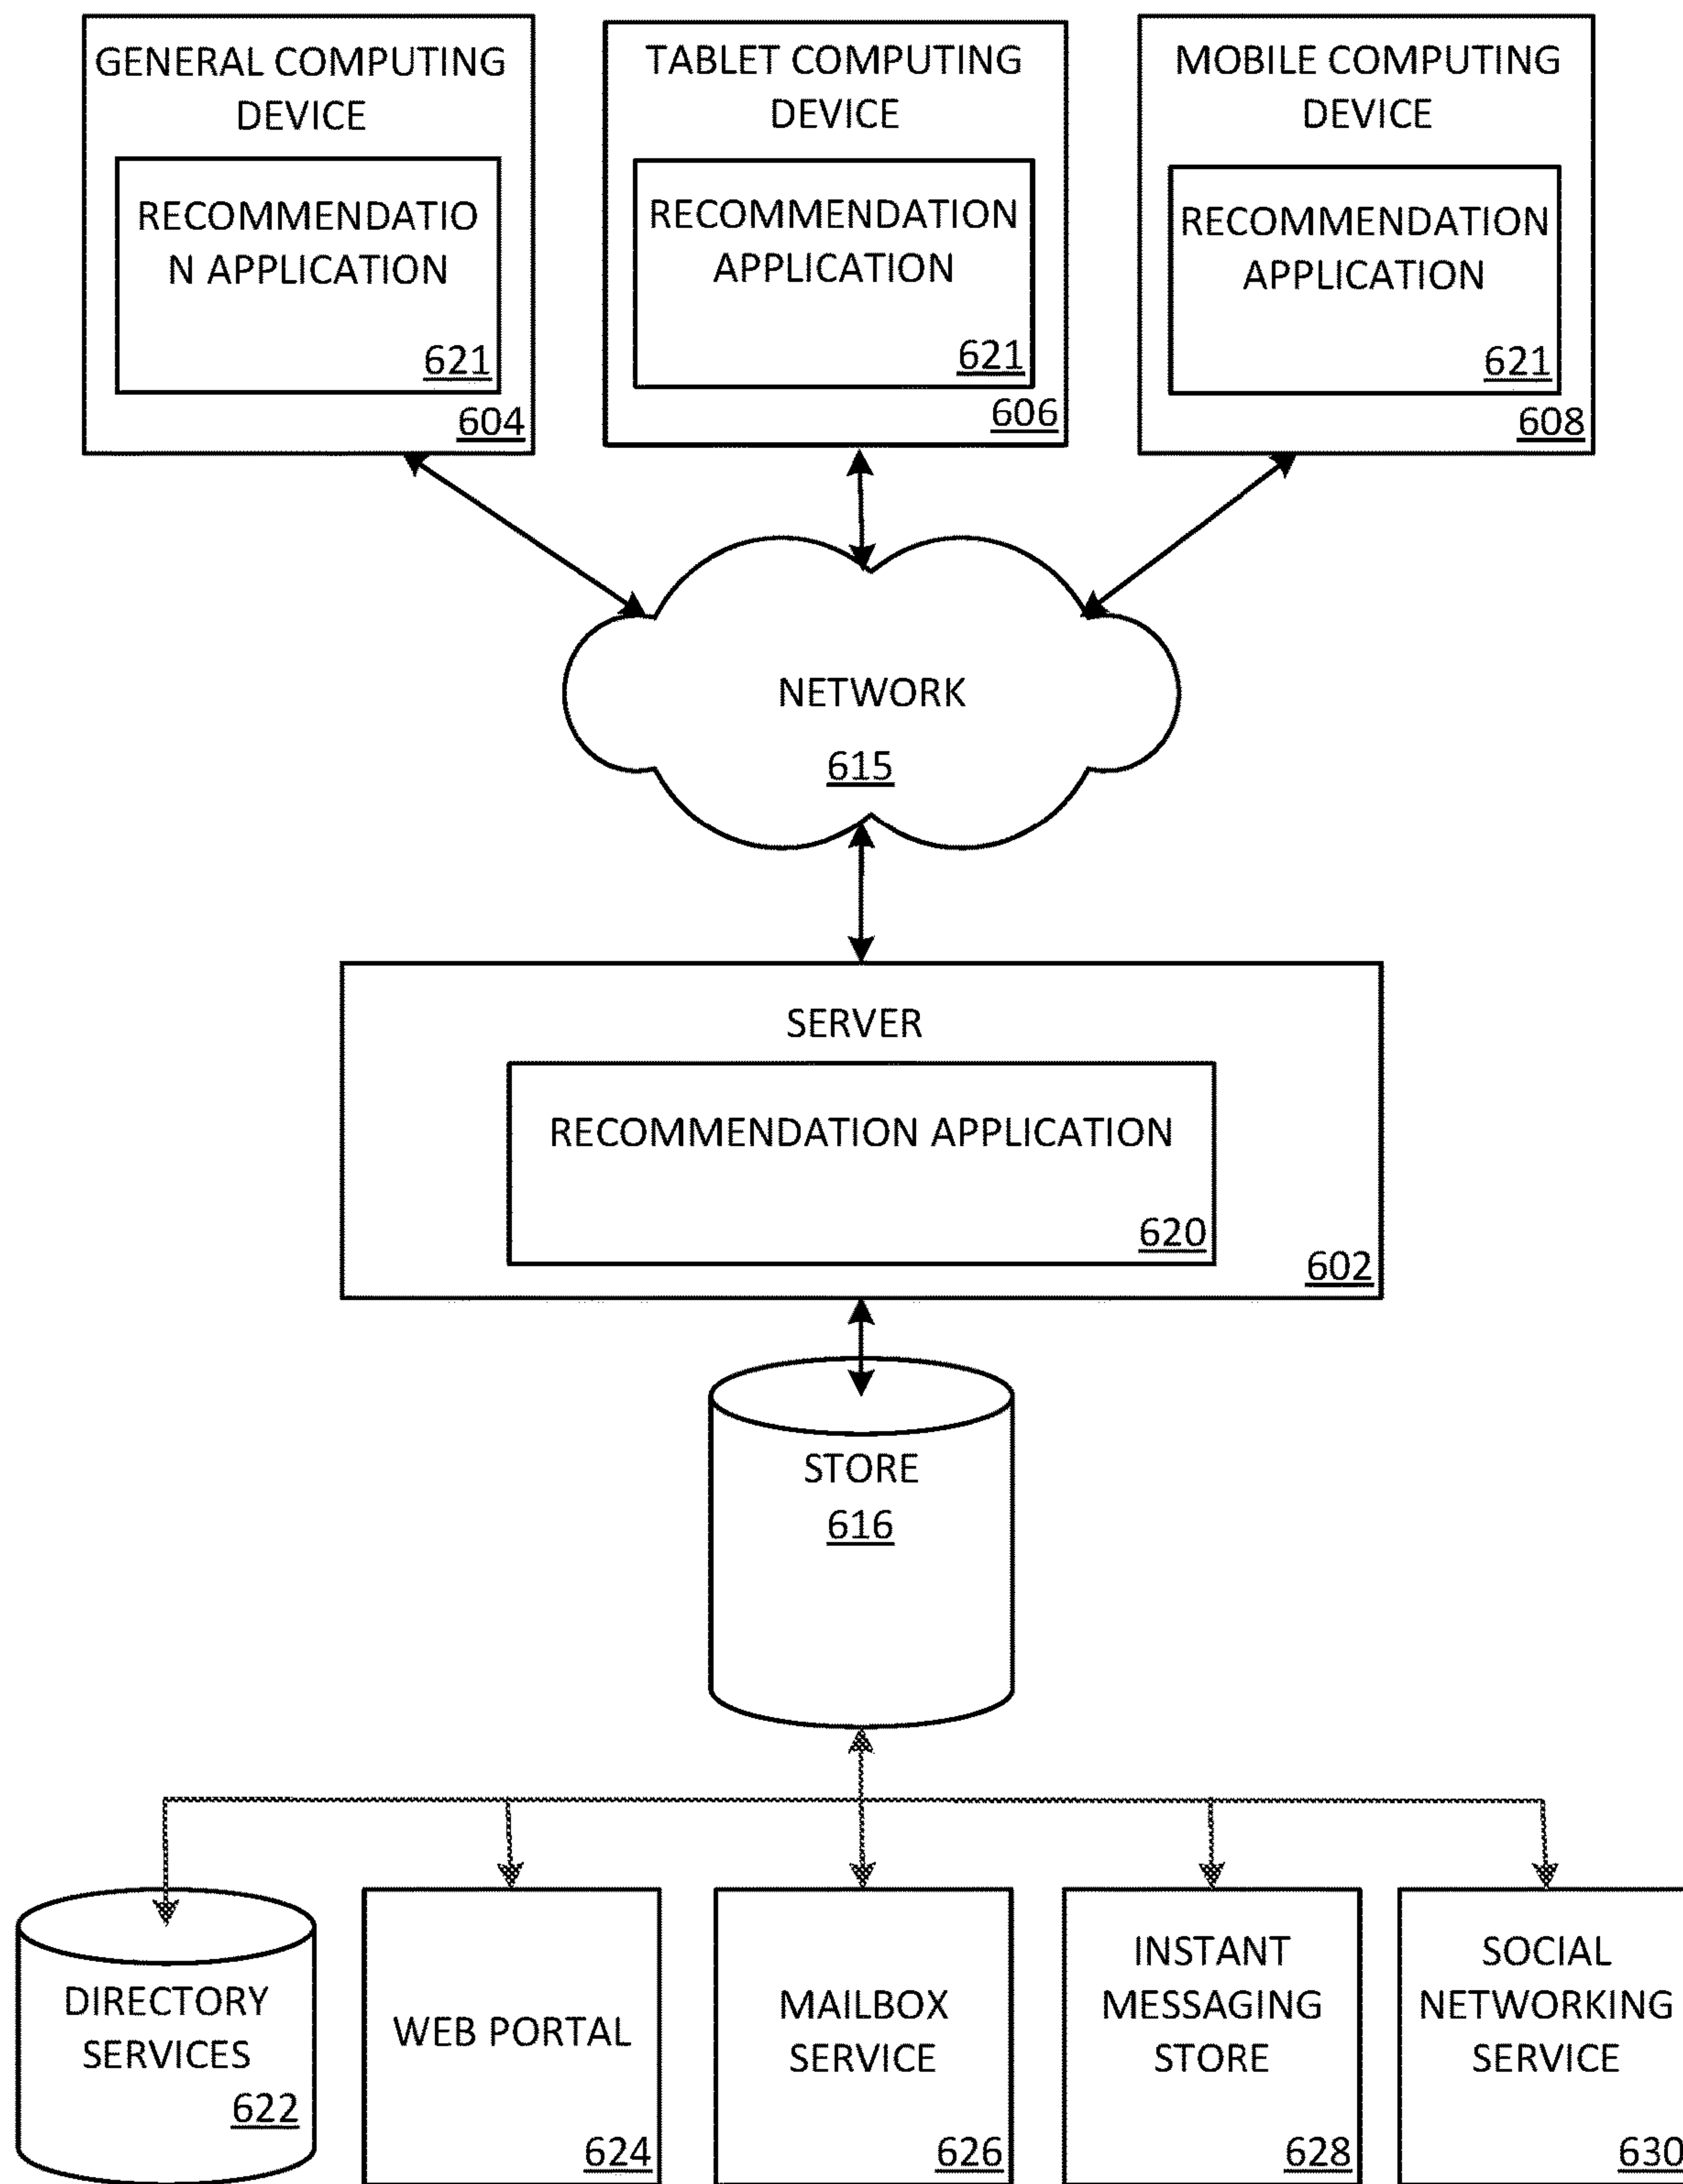 GENERAL COMPUTING
DEVICE
RECOMMENDATIO
N APPLICATION
621
604
TABLET COMPUTING
DEVICE
RECOMMENDATION
APPLICATION
621
606
MOBILE COMPUTING
DEVICE
RECOMMENDATION
APPLICATION
621
608
NETWORK
615
SERVER
RECOMMENDATION APPLICATION
620
602
STORE
616
DIRECTORY
SERVICES
622
WEB PORTAL
624
MAILBOX
SERVICE
626
INSTANT
MESSAGING
STORE
628
SOCIAL
NETWORKING
SERVICE
630